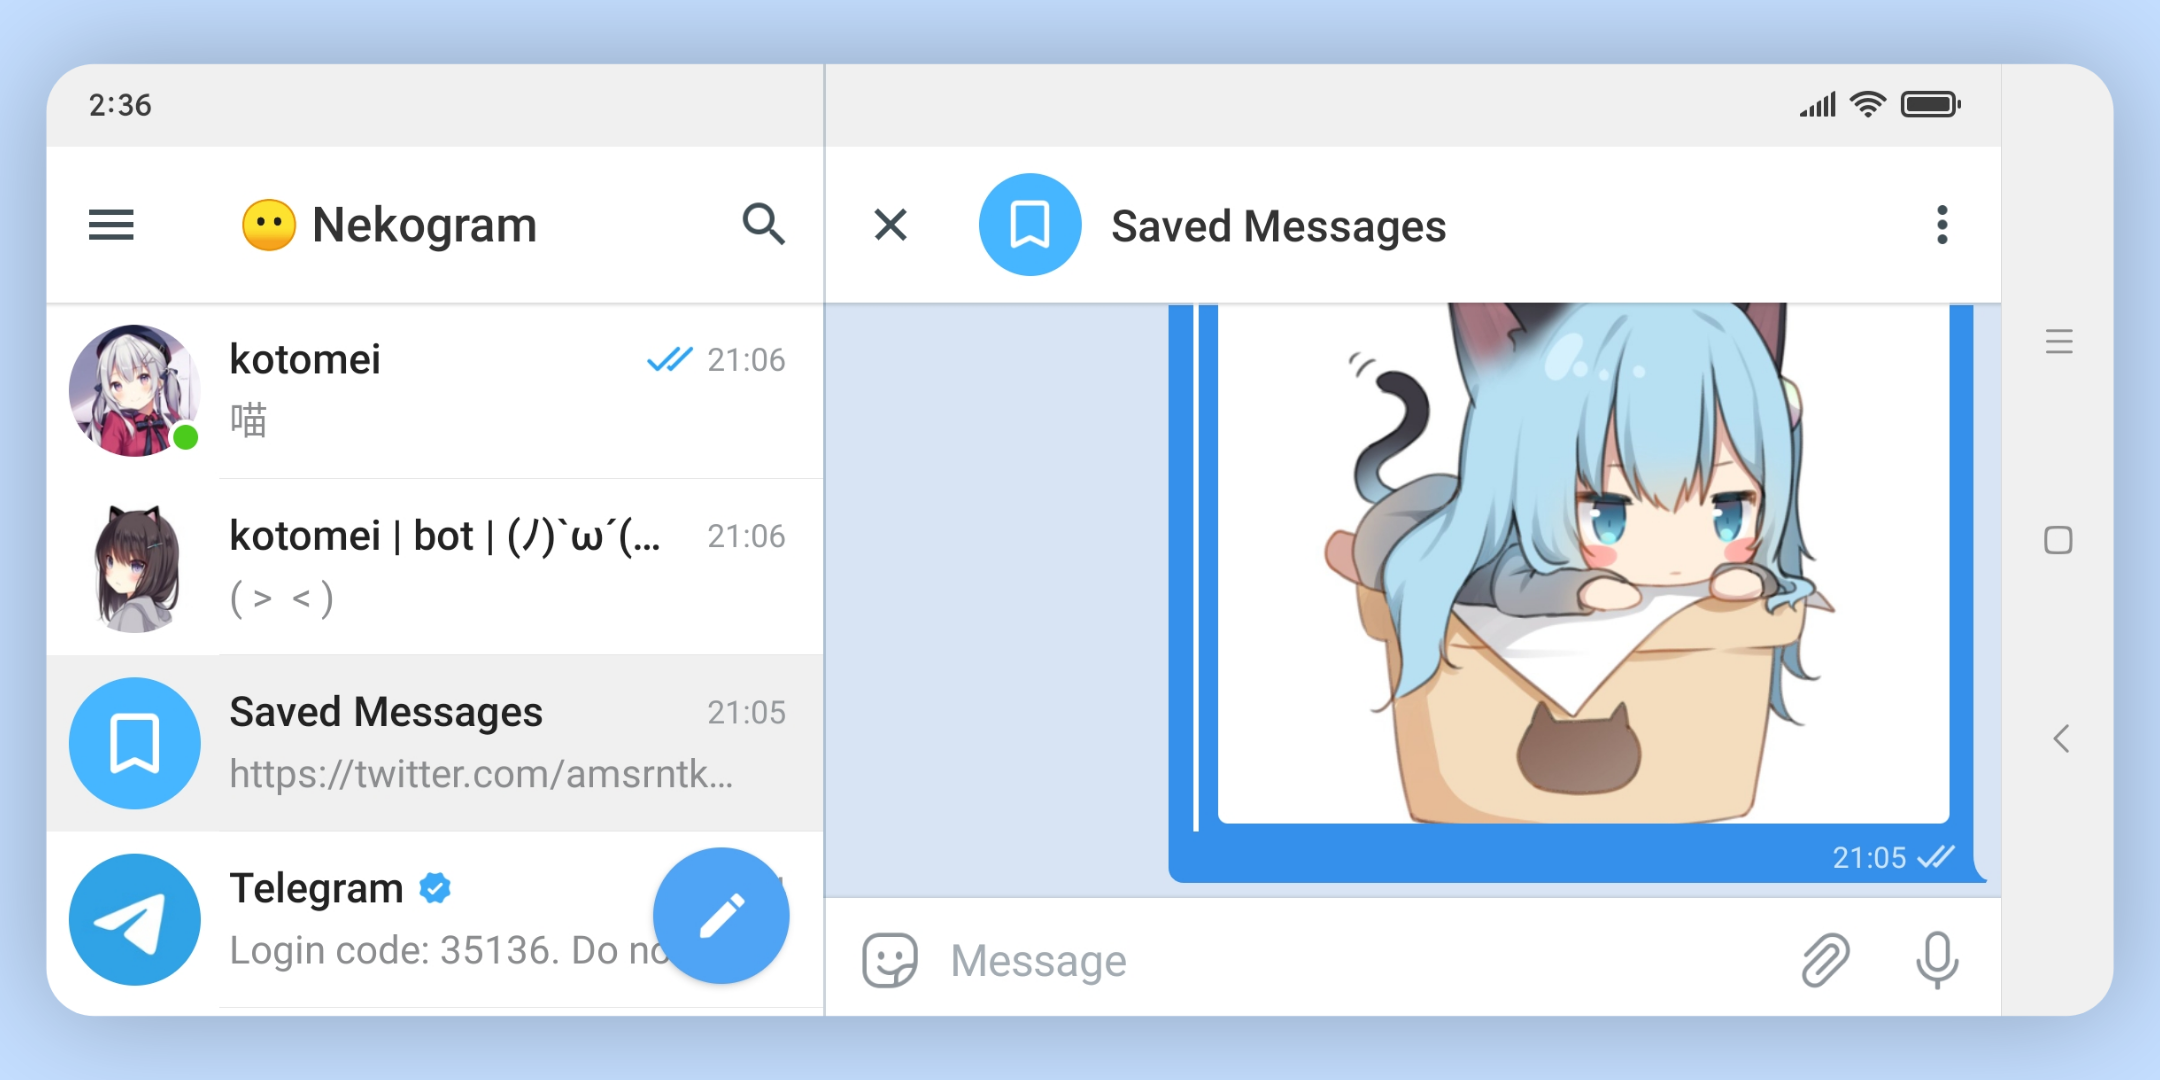 2:36
Nekogram
Saved Messages
kotomei
21:06
喵
kotomei | bot | (ﾉ)`ω´(...
21:06
( > < )
Saved Messages
21:05
https://twitter.com/amsrntk...
Telegram
Login code: 35136. Do no
21:05
Message